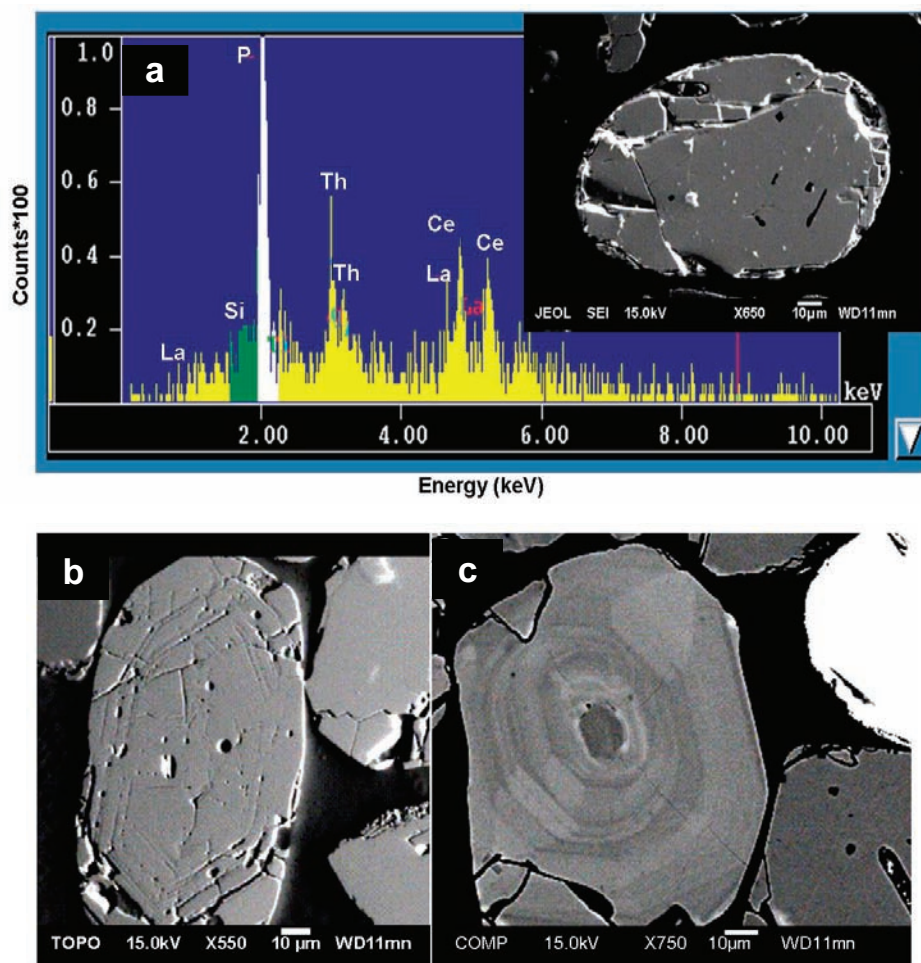 a
P
1.0
0.8
0.6
0.4
0.2
Counts*100
Th
Th
Ce
Ce
La
La
Si
La
keV
2.00 4.00 6.00 8.00 10.00
Energy (keV)
JEOL SEI 15.0kV X650 10µm WD11mn
b
TOPO 15.0kV X550 10 µm WD11mn
c
COMP 15.0kV X750 10µm WD11mn